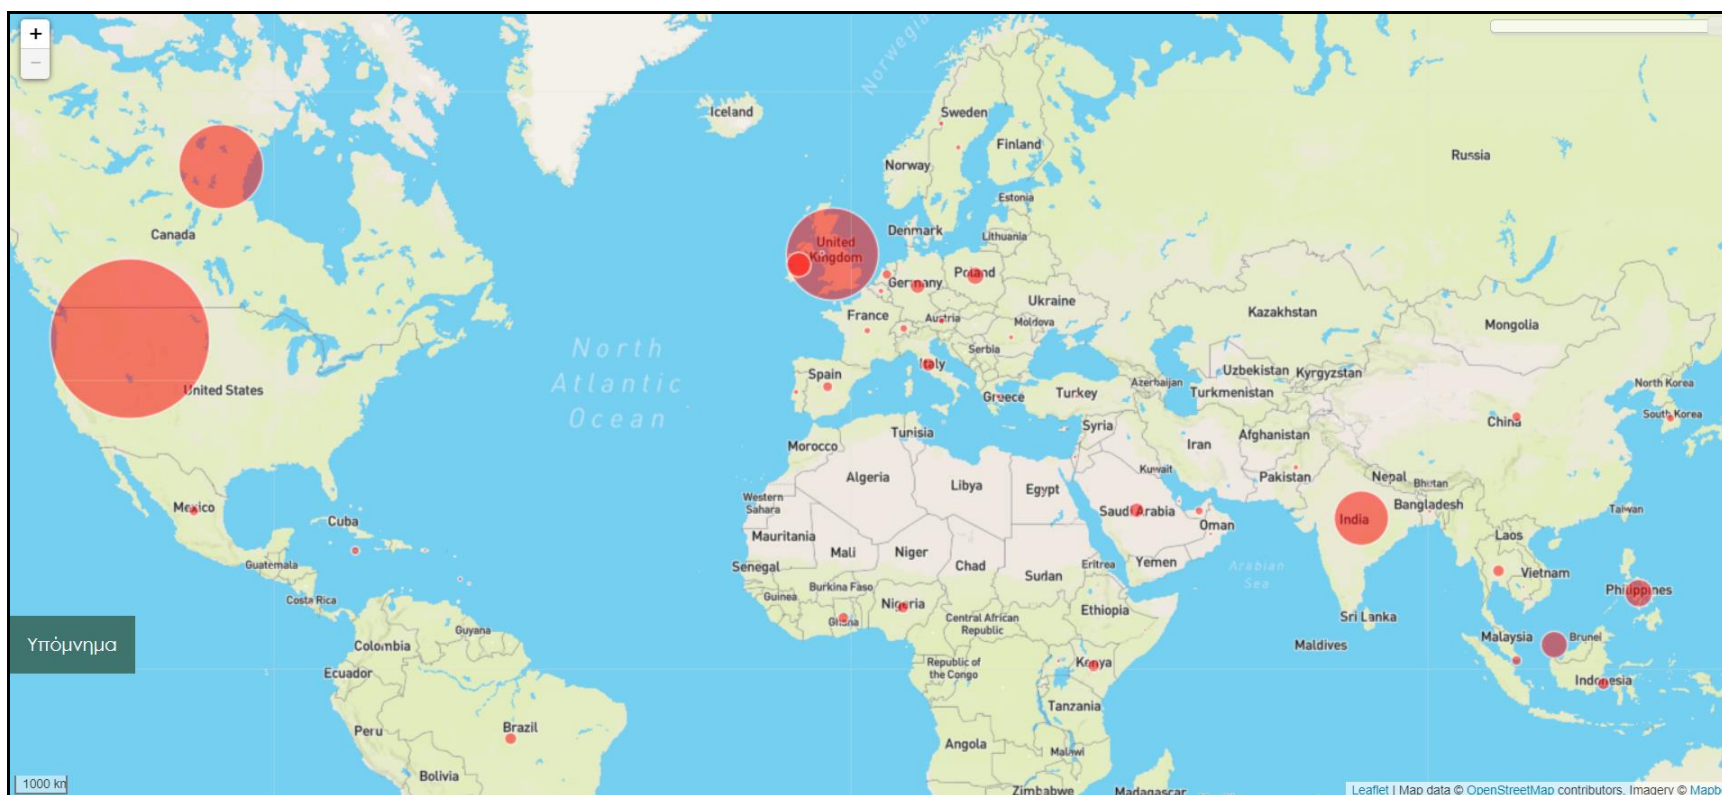 +
−
Norwegia
Iceland
Sweden
Finland
Russia
Norway
Estonia
Canada
Denmark
Lithuania
United
Kingdom
Poland
Germany
Ukraine
France
Austria
Moldova
Kazakhstan
Mongolia
North
Atlantic
Ocean
Serbia
Italy
Spain
Uzbekistan
Kyrgyzstan
United States
Greece
Turkey
Azerbaijan
Turkmenistan
North Korea
South Korea
China
Syria
Tunisia
Morocco
Iran
Afghanistan
Algeria
Libya
Egypt
Kuwait
Pakistan
Nepal
Bhutan
Bangladesh
Western
Sahara
Mexico
Cuba
Saudi Arabia
Oman
India
Taiwan
Mauritania
Mali
Niger
Chad
Sudan
Eritrea
Yemen
Arabian
Sea
Laos
Vietnam
Guatemala
Senegal
Burkina Faso
Guinea
Ghana
Nigeria
Central African
Republic
Ethiopia
Philippines
Costa Rica
Sri Lanka
Υπόμνημα
Guyana
Colombia
Maldives
Malaysia
Brunei
Ecuador
Republic of
the Congo
Kenya
Indonesia
Tanzania
Peru
Brazil
Angola
Malawi
Bolivia
Zimbabwe
Madagascar
1000 km
Leaflet | Map data © OpenStreetMap contributors, Imagery © Mapb